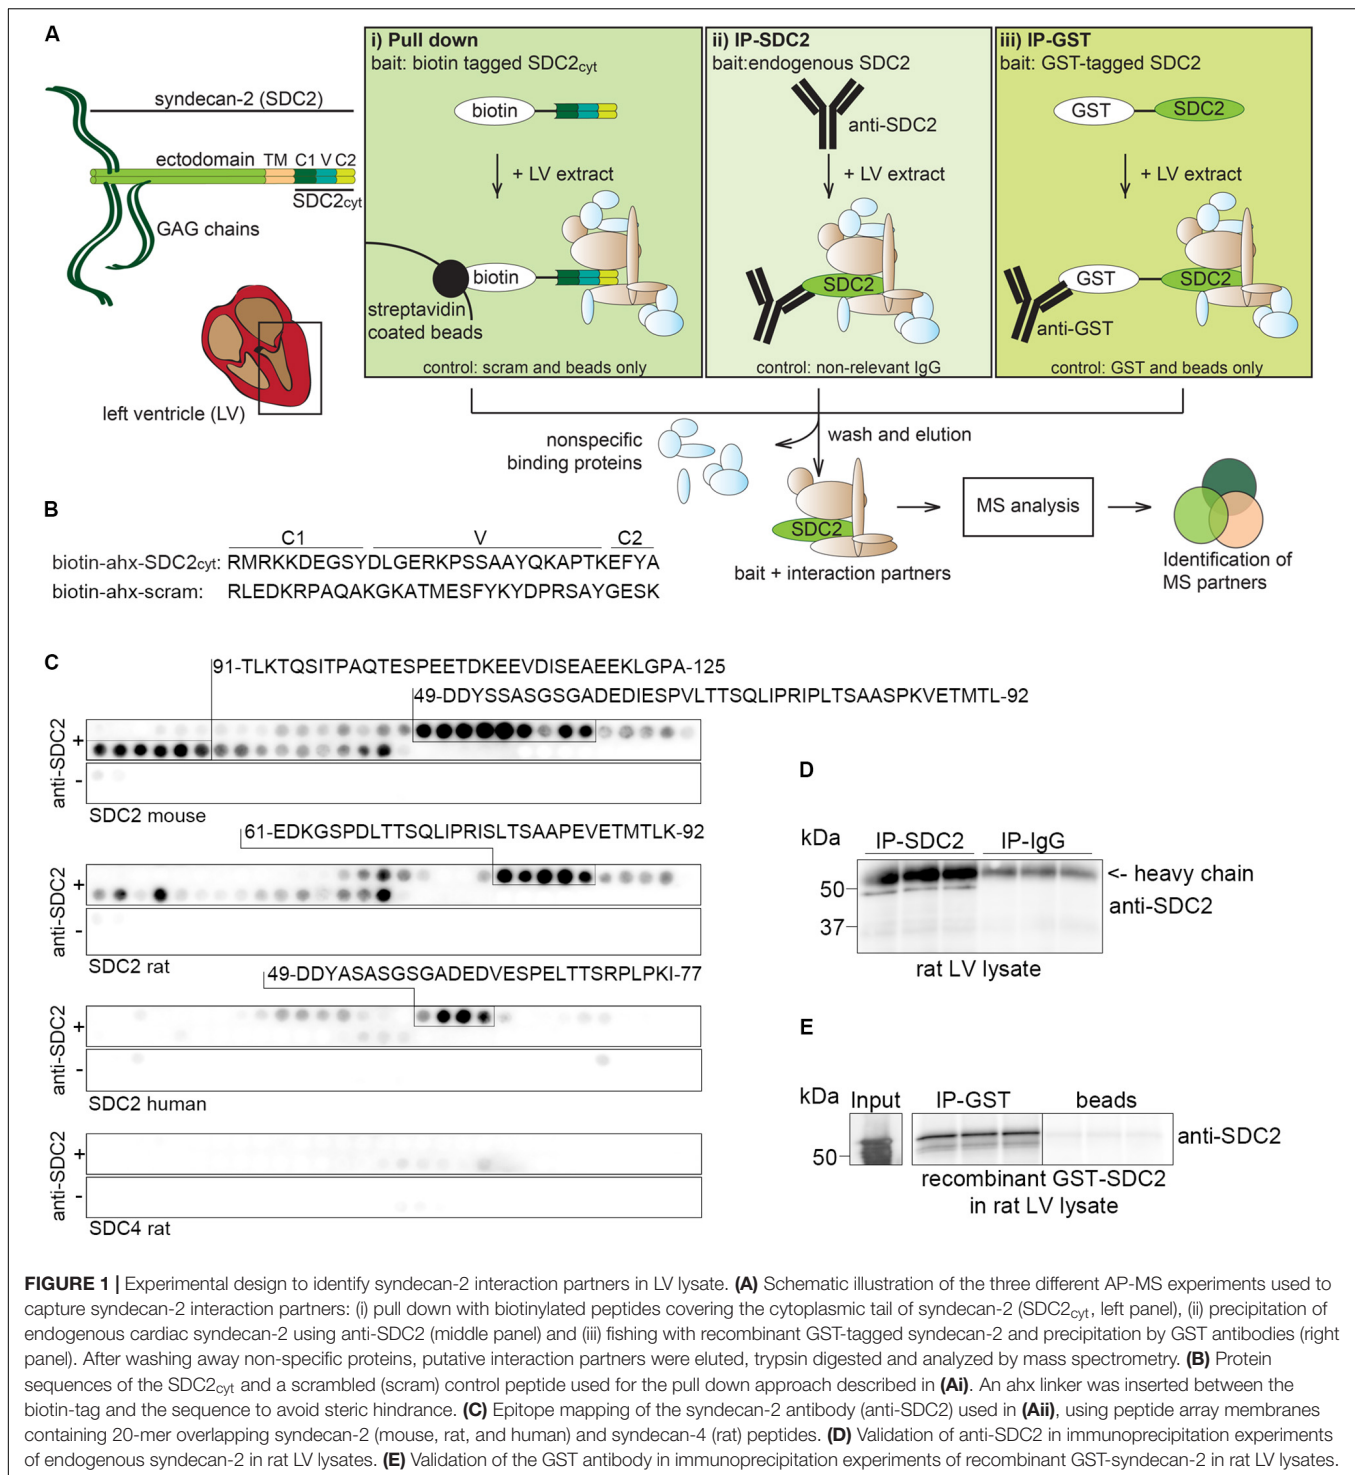 A
syndecan-2 (SDC2)
ectodomain TM C1 V C2
SDC2cyt
GAG chains
left ventricle (LV)
i) Pull down
bait: biotin tagged SDC2cyt
biotin
+ LV extract
biotin
streptavidin
coated beads
control: scram and beads only
ii) IP-SDC2
bait:endogenous SDC2
anti-SDC2
+ LV extract
SDC2
control: non-relevant IgG
iii) IP-GST
bait: GST-tagged SDC2
GST SDC2
+ LV extract
GST SDC2
anti-GST
control: GST and beads only
nonspecific
binding proteins
wash and elution
SDC2
bait + interaction partners
MS analysis
Identification of
MS partners
B
C1 V C2
biotin-ahx-SDC2cyt: RMRKKDEGSYDLGERKPSSAAYQKAPTKEFYA
biotin-ahx-scram: RLEDKRPAQAKGKATMESFYKYDPRSAYGESK
C
91-TLKTQSITPAQTESPEETDKEEVDISEAEEKLGPA-125
49-DDYSSASGSGADEDIESPVLTTSQLIPRIPLTSAASPKVETMTL-92
anti-SDC2
+
-
SDC2 mouse
61-EDKGSPDLTTSQLIPRISLTSAAPEVETMTLK-92
anti-SDC2
+
-
SDC2 rat
49-DDYASASGSGADEDVESPELTTSRPLPKI-77
anti-SDC2
+
-
SDC2 human
anti-SDC2
+
-
SDC4 rat
D
kDa
IP-SDC2 IP-IgG
50
37
<- heavy chain
anti-SDC2
rat LV lysate
E
kDa
Input IP-GST beads
50
anti-SDC2
recombinant GST-SDC2
in rat LV lysate
FIGURE 1 | Experimental design to identify syndecan-2 interaction partners in LV lysate. (A) Schematic illustration of the three different AP-MS experiments used to
capture syndecan-2 interaction partners: (i) pull down with biotinylated peptides covering the cytoplasmic tail of syndecan-2 (SDC2cyt, left panel), (ii) precipitation of
endogenous cardiac syndecan-2 using anti-SDC2 (middle panel) and (iii) fishing with recombinant GST-tagged syndecan-2 and precipitation by GST antibodies (right
panel). After washing away non-specific proteins, putative interaction partners were eluted, trypsin digested and analyzed by mass spectrometry. (B) Protein
sequences of the SDC2cyt and a scrambled (scram) control peptide used for the pull down approach described in (Ai). An ahx linker was inserted between the
biotin-tag and the sequence to avoid steric hindrance. (C) Epitope mapping of the syndecan-2 antibody (anti-SDC2) used in (Aii), using peptide array membranes
containing 20-mer overlapping syndecan-2 (mouse, rat, and human) and syndecan-4 (rat) peptides. (D) Validation of anti-SDC2 in immunoprecipitation experiments
of endogenous syndecan-2 in rat LV lysates. (E) Validation of the GST antibody in immunoprecipitation experiments of recombinant GST-syndecan-2 in rat LV lysates.